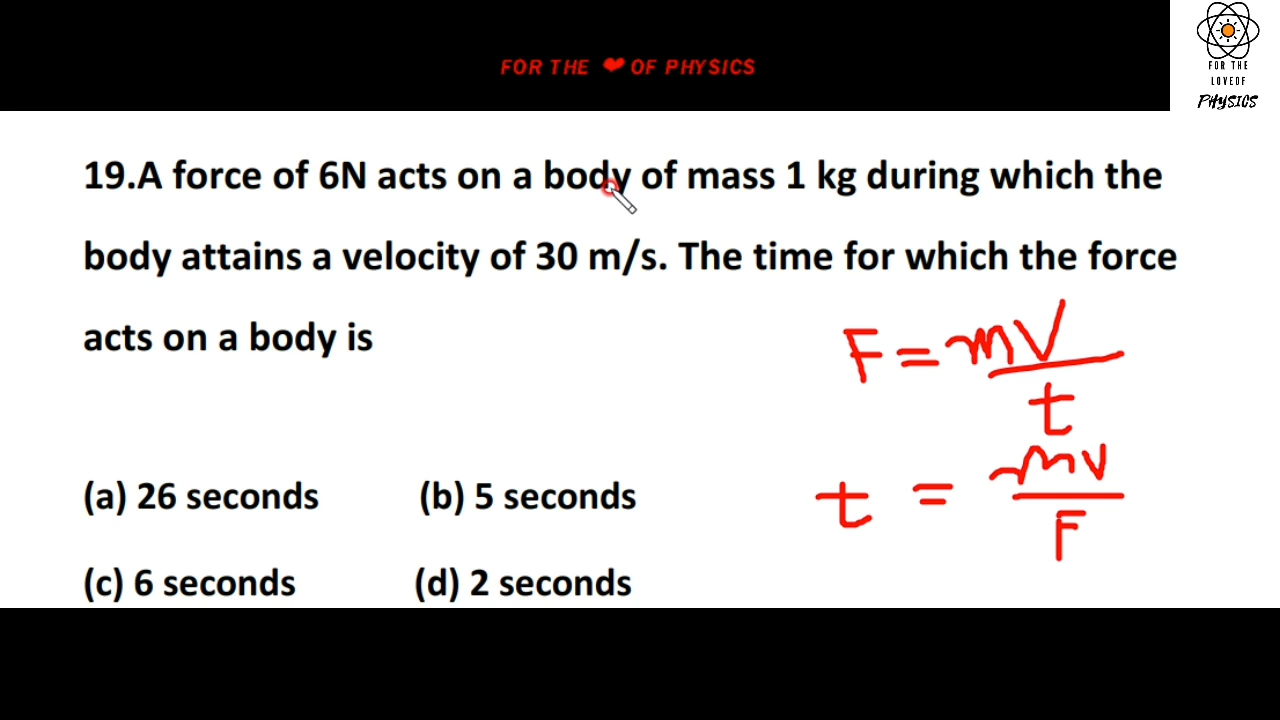 FOR THE ❤ OF PHYSICS
FOR THE
LOVEOF
PHYSICS
19.A force of 6N acts on a body of mass 1 kg during which the
body attains a velocity of 30 m/s. The time for which the force
acts on a body is
F = mV
t
t = mv
F
(a) 26 seconds (b) 5 seconds
(c) 6 seconds (d) 2 seconds